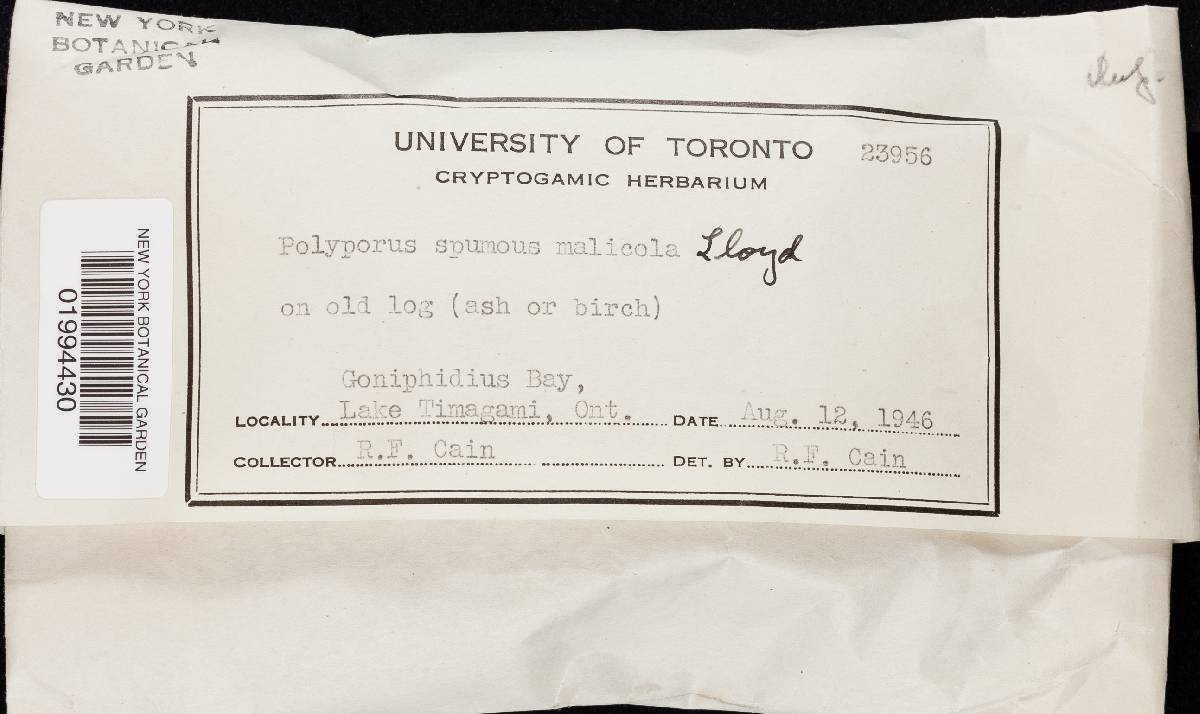 NEW YORK
BOTANICAL
GARDEN
UNIVERSITY OF TORONTO 23956
CRYPTOGAMIC HERBARIUM
Polyporus spumous malicola Lloyd
on old log (ash or birch)
Goniphidius Bay,
LOCALITY Lake Timagami, Ont. DATE Aug. 12, 1946
COLLECTOR R.F. Cain DET. BY R.F. Cain
NEW YORK BOTANICAL GARDEN
01994430